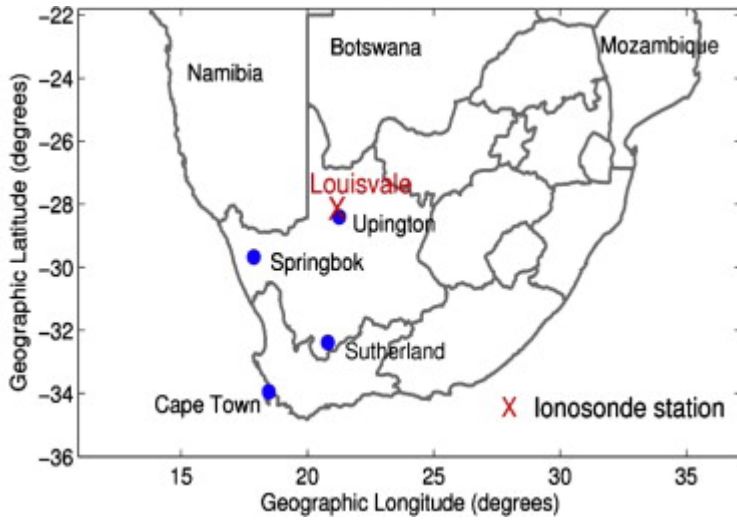 −22
Botswana
Mozambique
Namibia
−24
−26
Louisvale
−28
X
Upington
−30
Springbok
−32
Sutherland
−34
Cape Town
X Ionosonde station
−36
15 20 25 30 35
Geographic Latitude (degrees)
Geographic Longitude (degrees)